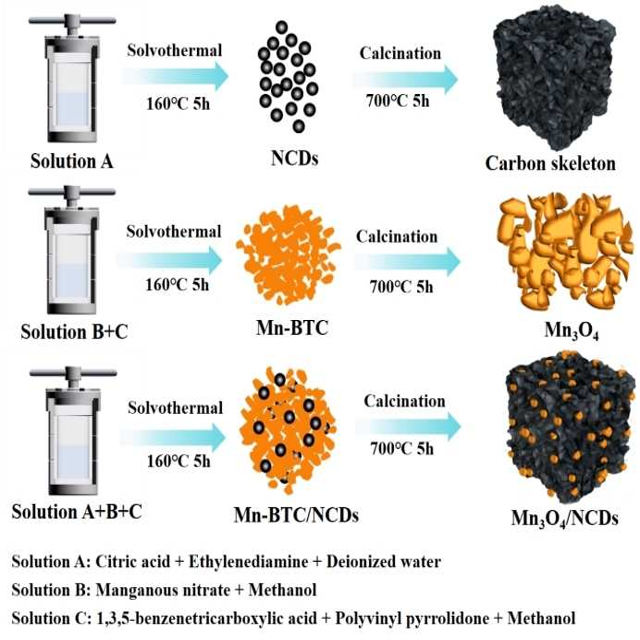 Solvothermal
Calcination
160℃ 5h
700℃ 5h
Solution A
NCDs
Carbon skeleton
Solvothermal
Calcination
160℃ 5h
700℃ 5h
Solution B+C
Mn-BTC
Mn₃O₄
Solvothermal
Calcination
160℃ 5h
700℃ 5h
Solution A+B+C
Mn-BTC/NCDs
Mn₃O₄/NCDs
Solution A: Citric acid + Ethylenediamine + Deionized water
Solution B: Manganous nitrate + Methanol
Solution C: 1,3,5-benzenetricarboxylic acid + Polyvinyl pyrrolidone + Methanol